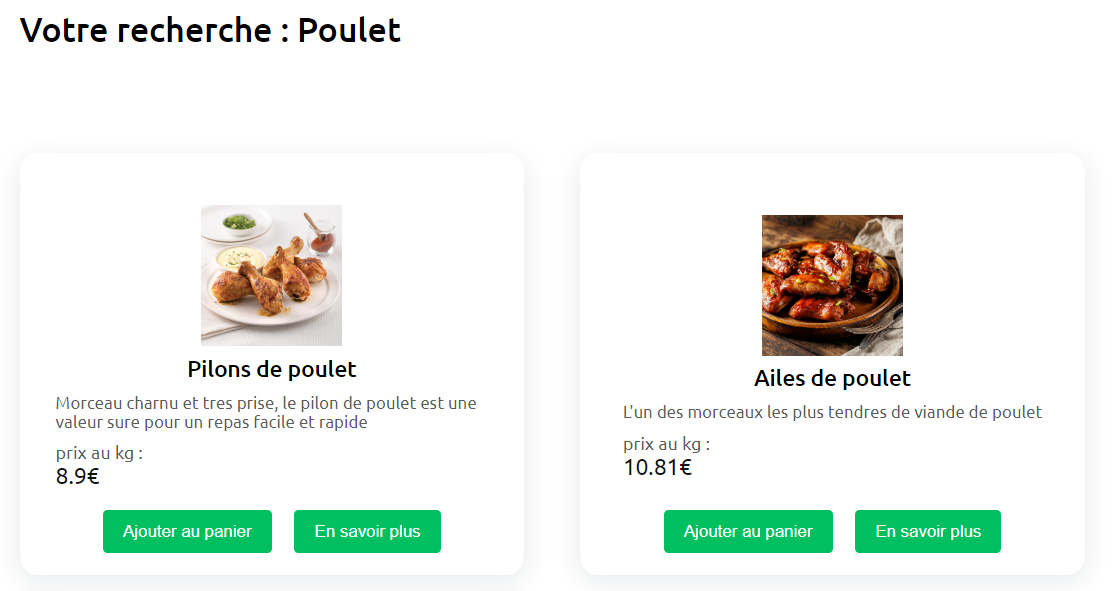 Votre recherche : Poulet
Pilons de poulet
Morceau charnu et tres prise, le pilon de poulet est une
valeur sure pour un repas facile et rapide
prix au kg :
8.9€
Ajouter au panier
En savoir plus
Ailes de poulet
L'un des morceaux les plus tendres de viande de poulet
prix au kg :
10.81€
Ajouter au panier
En savoir plus